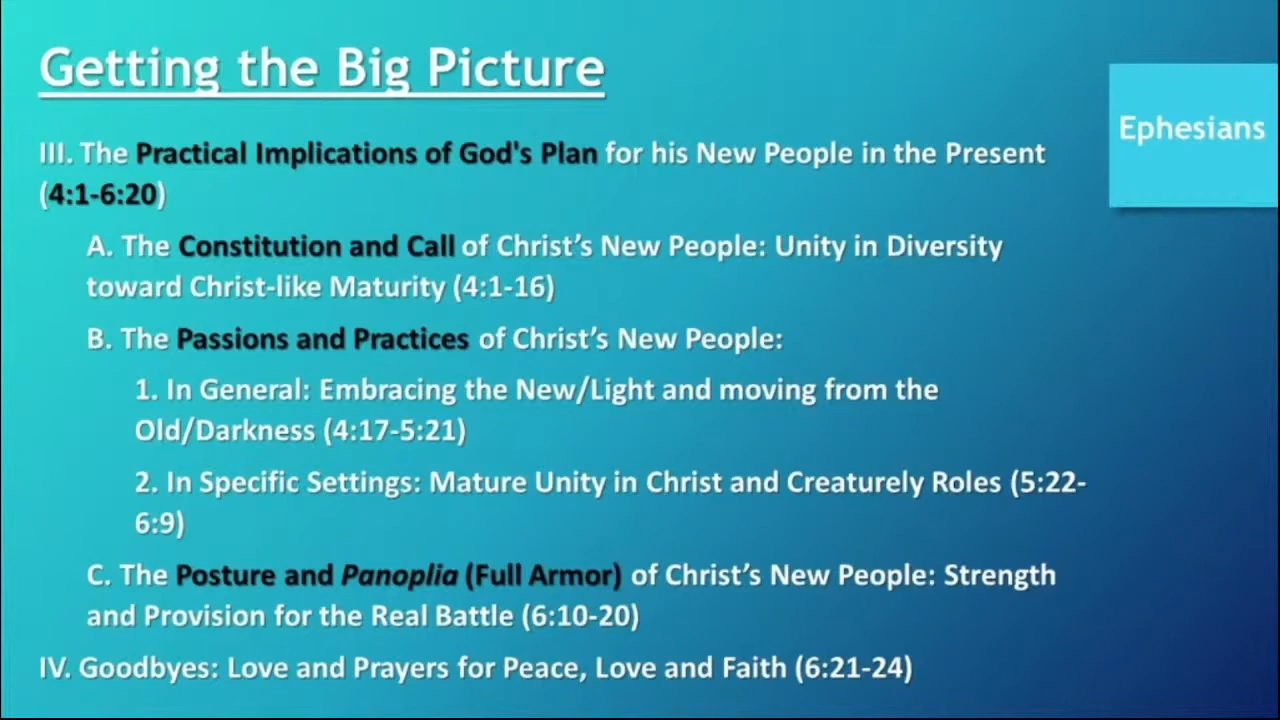 Getting the Big Picture
Ephesians
III. The Practical Implications of God's Plan for his New People in the Present
(4:1-6:20)
A. The Constitution and Call of Christ’s New People: Unity in Diversity
toward Christ-like Maturity (4:1-16)
B. The Passions and Practices of Christ’s New People:
1. In General: Embracing the New/Light and moving from the
Old/Darkness (4:17-5:21)
2. In Specific Settings: Mature Unity in Christ and Creaturely Roles (5:22-
6:9)
C. The Posture and Panoplia (Full Armor) of Christ’s New People: Strength
and Provision for the Real Battle (6:10-20)
IV. Goodbyes: Love and Prayers for Peace, Love and Faith (6:21-24)